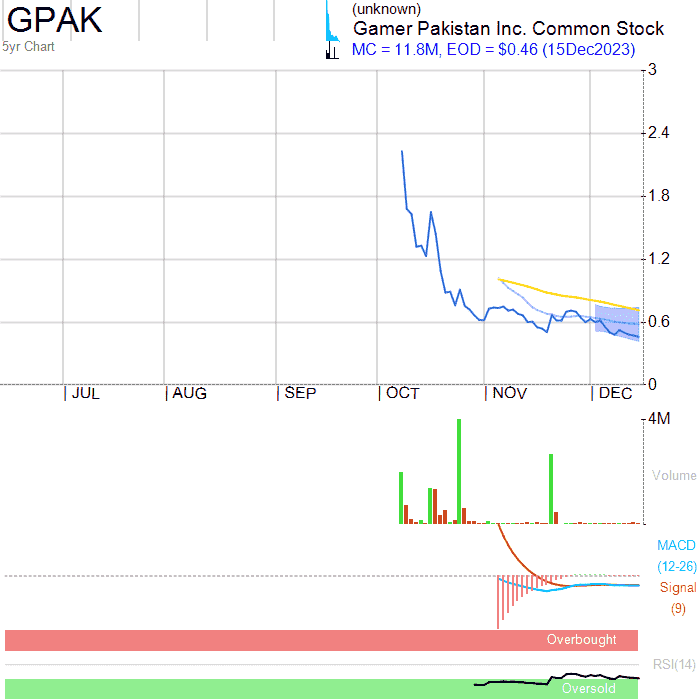 GPAK
5yr Chart
(unknown)
Gamer Pakistan Inc. Common Stock
MC = 11.8M, EOD = $0.46 (15Dec2023)
3
2.4
1.8
1.2
0.6
0
JUL AUG SEP OCT NOV DEC
4M
Volume
MACD
(12-26)
Signal
(9)
Overbought
RSI(14)
Oversold